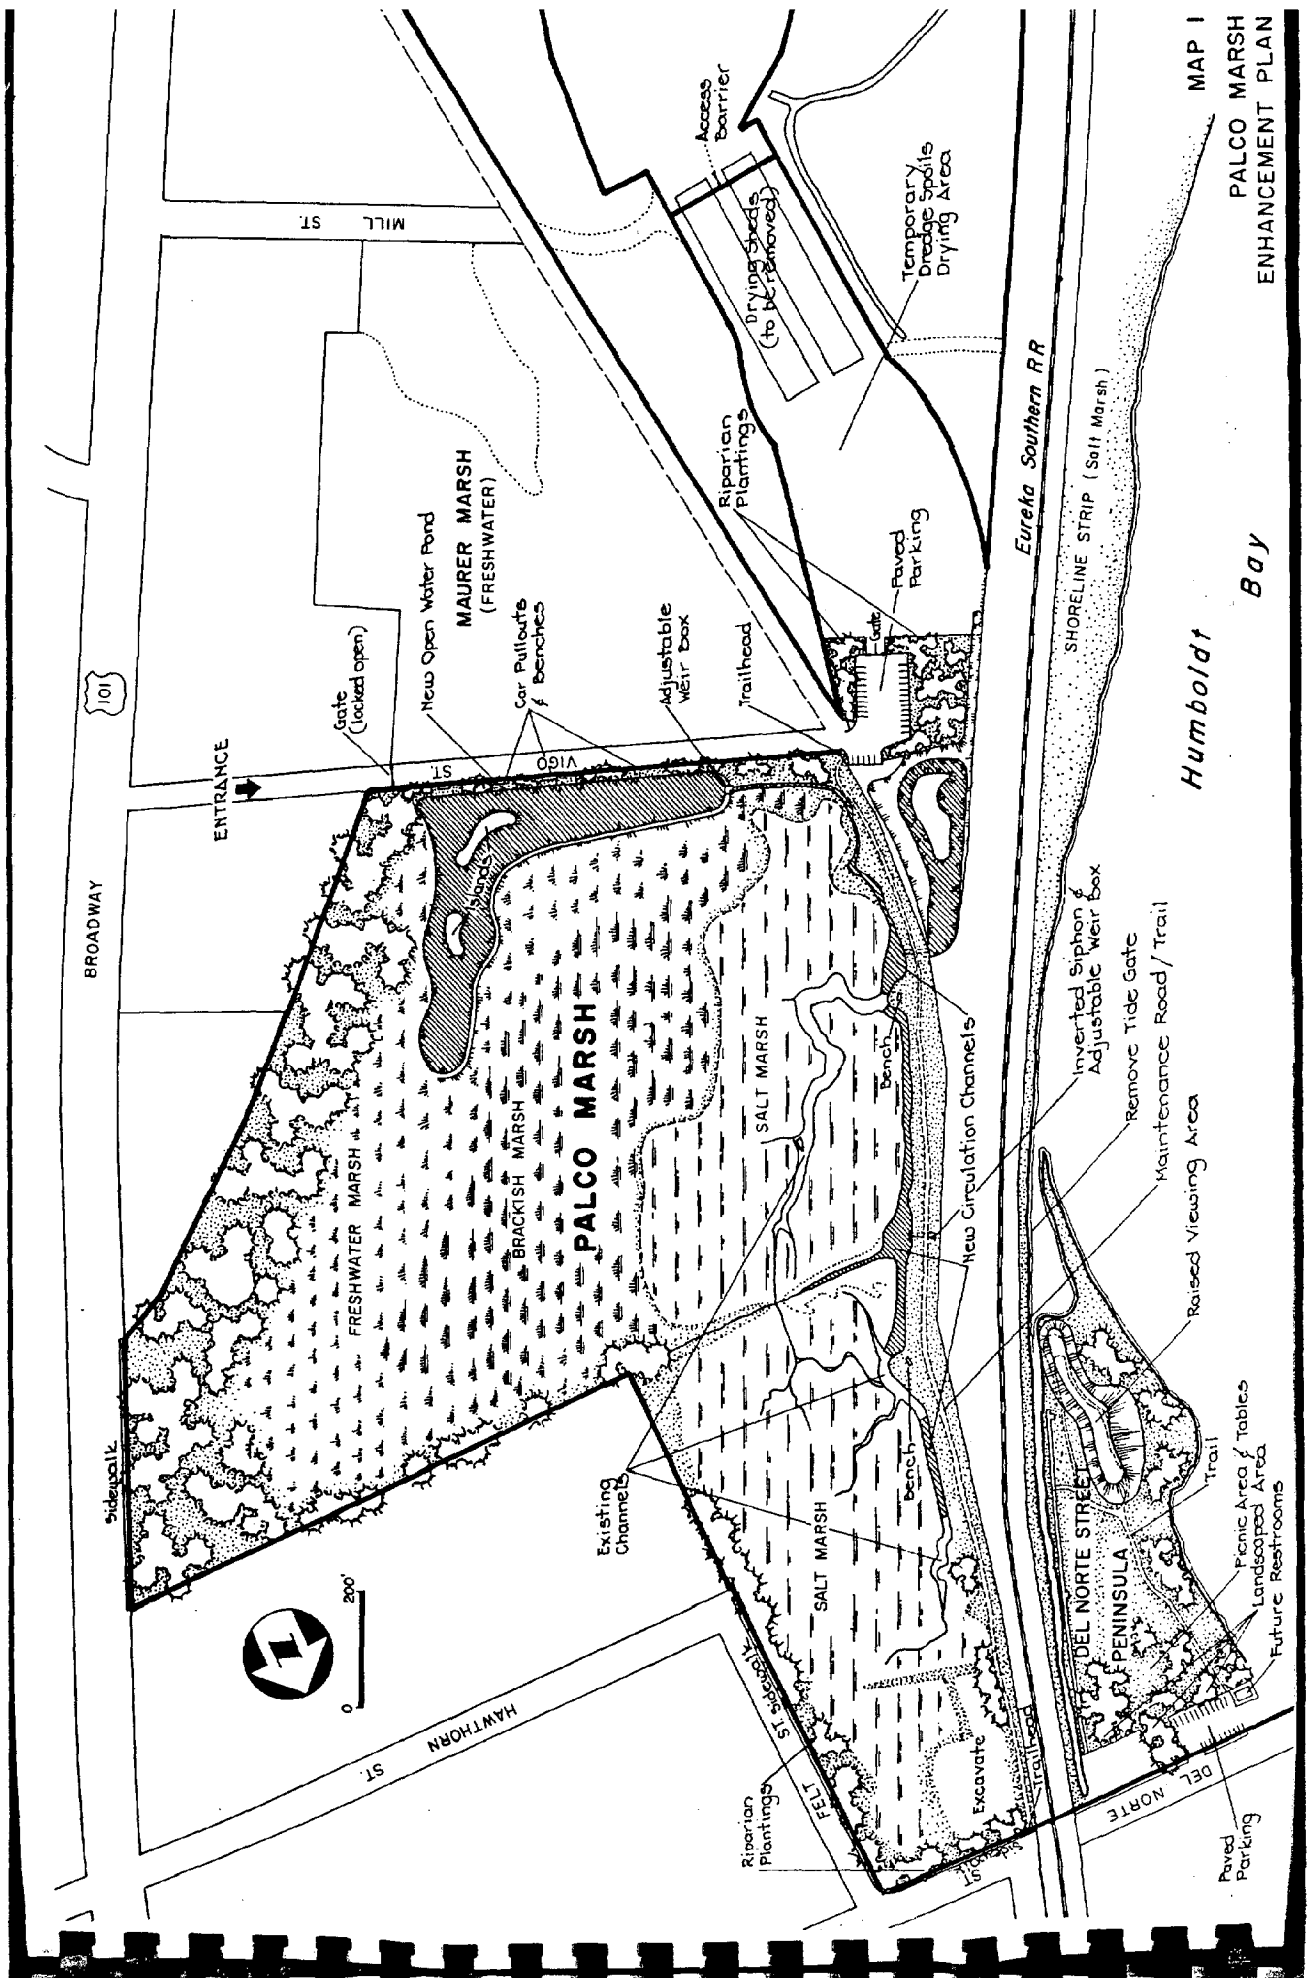 MAP 1
PALCO MARSH
ENHANCEMENT PLAN
101
BROADWAY
ENTRANCE
MILL ST.
Sidewalk
Gate
(locked open)
New Open Water Pond
MAURER MARSH
(FRESHWATER)
Car Pullouts
& Benches
Adjustable
Weir Box
Trailhead
VIGO ST.
Islands
Riparian
Plantings
Access
Barrier
Drying Sheds
(to be removed)
Temporary
Dredge Spoils
Drying Area
Paved
Parking
Gate
FRESHWATER MARSH
BRACKISH MARSH
PALCO MARSH
SALT MARSH
Bench
New Circulation Channels
Existing
Channels
SALT MARSH
Bench
Excavate
0 200'
HAWTHORN ST.
FELT ST
Sidewalk
Riparian
Plantings
Trailhead
Eureka Southern RR
SHORELINE STRIP (Salt Marsh)
Humboldt Bay
Inverted Siphon &
Adjustable Weir Box
Remove Tide Gate
Maintenance Road / Trail
Raised Viewing Area
DEL NORTE STREET
PENINSULA
Trail
Picnic Area & Tables
Landscaped Area
Future Restrooms
DEL NORTE ST.
Paved
Parking